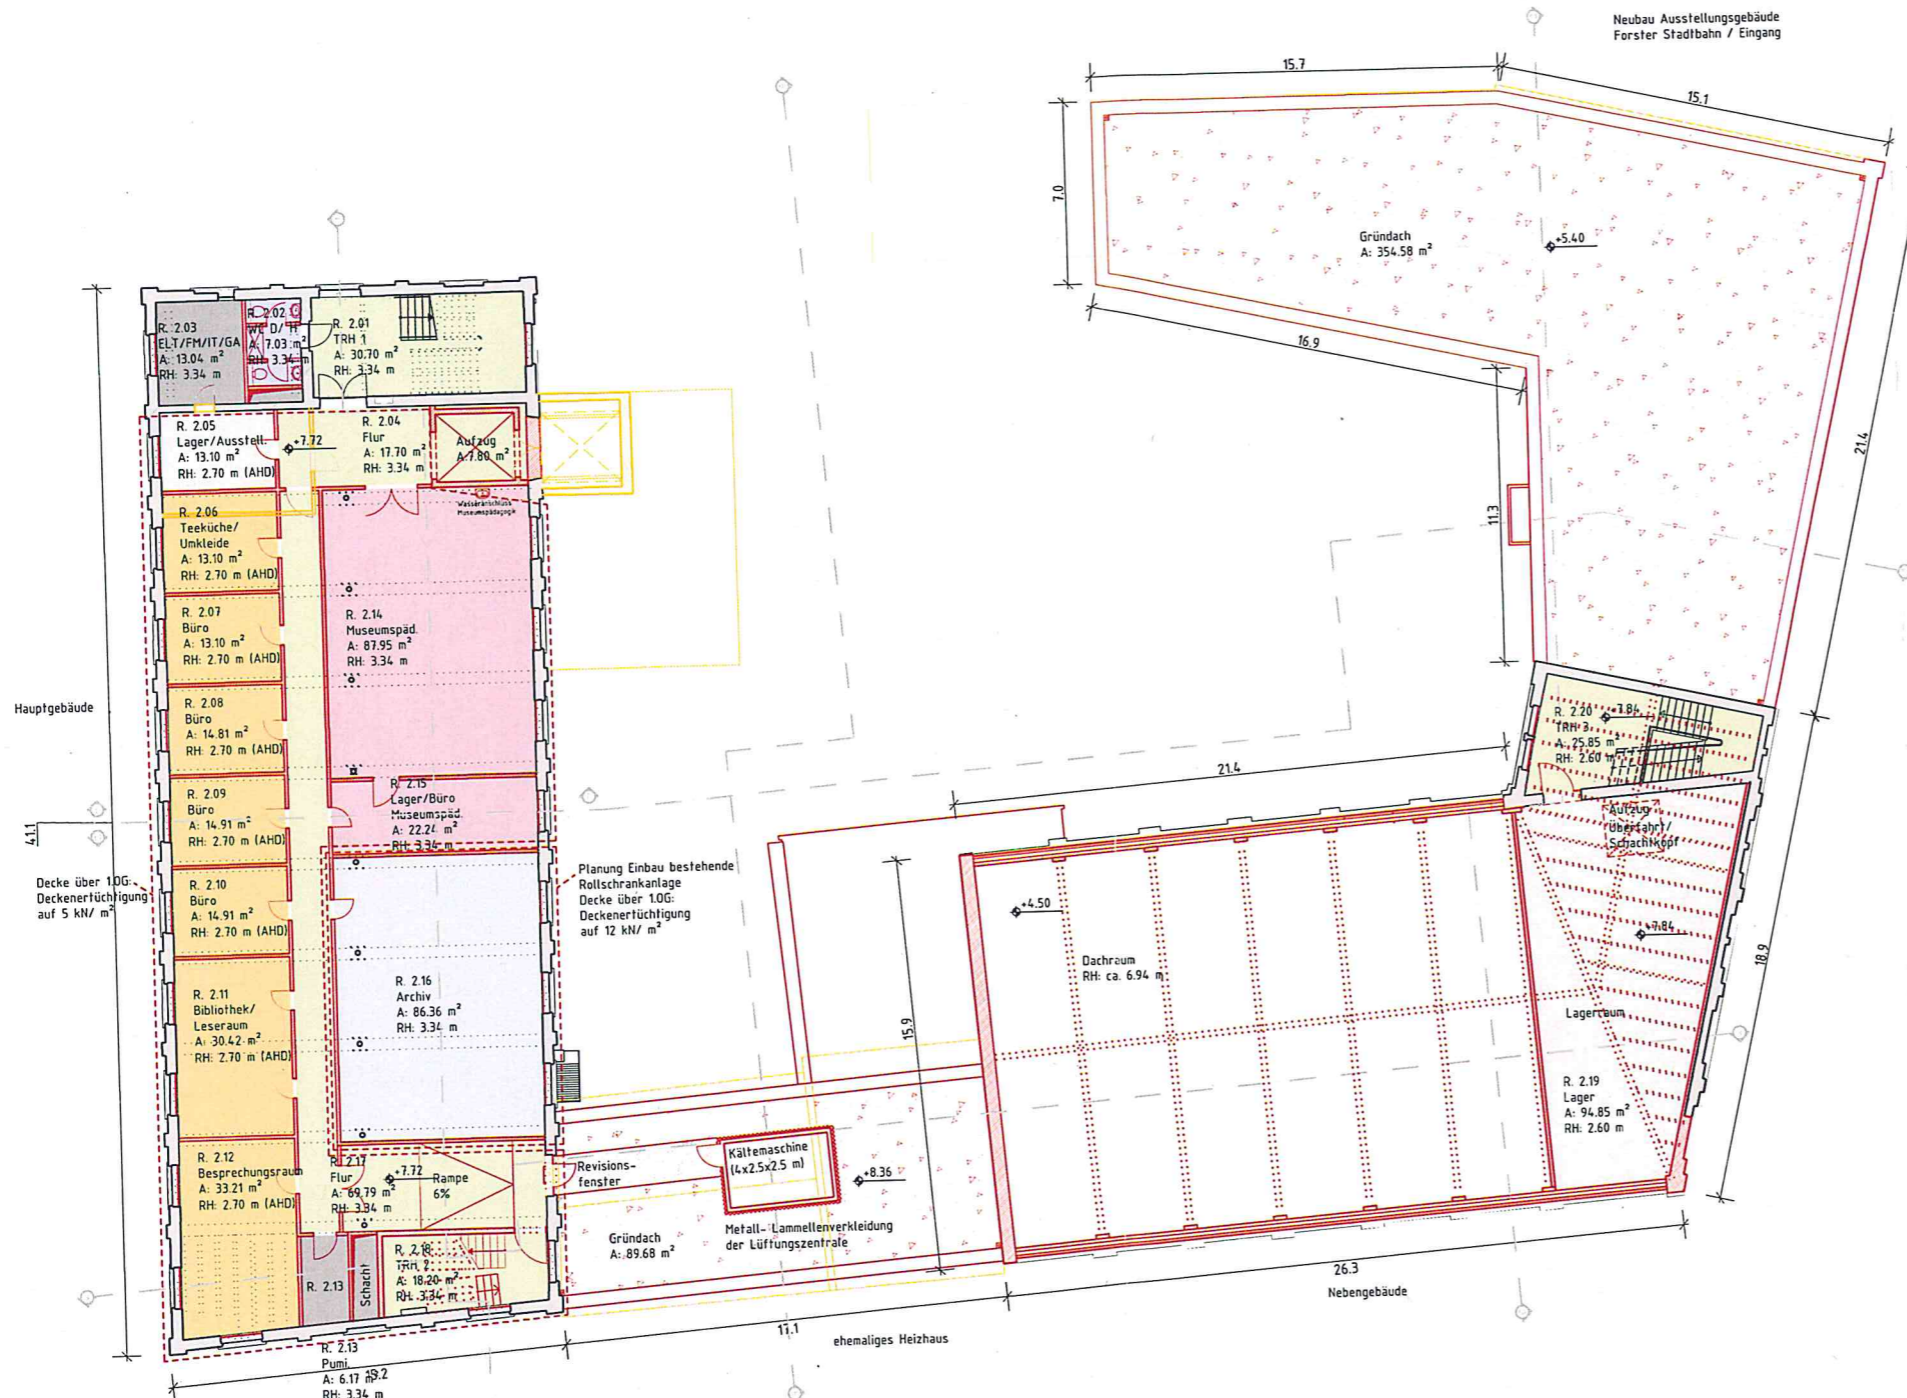 Neubau Ausstellungsgebäude
Forster Stadtbahn / Eingang
15.7
15.1
7.0
Gründach
A: 354.58 m²
+5.40
16.9
11.3
21.4
R. 2.03
ELT/FM/IT/GA
A: 13.04 m²
RH: 3.34 m
R. 2.02
WC D/ H
A: 7.03 m²
RH: 3.34 m
R. 2.01
TRH 1
A: 30.70 m²
RH: 3.34 m
R. 2.05
Lager/Ausstell.
A: 13.10 m²
RH: 2.70 m (AHD)
+7.72
R. 2.04
Flur
A: 17.70 m²
RH: 3.34 m
Aufzug
A:7.80 m²
Wasseranschluss
Museumspädagogik
R. 2.06
Teeküche/
Umkleide
A: 13.10 m²
RH: 2.70 m (AHD)
R. 2.07
Büro
A: 13.10 m²
RH: 2.70 m (AHD)
R. 2.14
Museumspäd.
A: 87.95 m²
RH: 3.34 m
Hauptgebäude
R. 2.08
Büro
A: 14.81 m²
RH: 2.70 m (AHD)
R. 2.09
Büro
A: 14.91 m²
RH: 2.70 m (AHD)
R. 2.15
Lager/Büro
Museumspäd.
A: 22.24 m²
RH: 3.34 m
41.1
Decke über 1.OG:
Deckenertüchtigung
auf 5 kN/ m²
R. 2.10
Büro
A: 14.91 m²
RH: 2.70 m (AHD)
Planung Einbau bestehende
Rollschrankanlage
Decke über 1.OG:
Deckenertüchtigung
auf 12 kN/ m²
R. 2.11
Bibliothek/
Leseraum
A: 30.42 m²
RH: 2.70 m (AHD)
R. 2.16
Archiv
A: 86.36 m²
RH: 3.34 m
R. 2.12
Besprechungsraum
A: 33.21 m²
RH: 2.70 m (AHD)
R. 2.17
Flur
A: 69.79 m²
RH: 3.34 m
+7.72
Rampe
6%
Revisions-
fenster
R. 2.13
Schacht
R. 2.18
TRH 2
A: 18.20 m²
RH: 3.34 m
R. 2.13
Pumi.
A: 6.17 m²
RH: 3.34 m
19.2
Kältemaschine
(4x2.5x2.5 m)
+8.36
Gründach
A: 89.68 m²
Metall- Lammellenverkleidung
der Lüftungszentrale
17.1
ehemaliges Heizhaus
21.4
15.9
+4.50
Dachraum
RH: ca. 6.94 m
R. 2.20
TRH 3
A: 25.85 m²
RH: 2.60 m
+7.84
Aufzug
Überfahrt/
Schachtkopf
+7.84
Lagerraum
R. 2.19
Lager
A: 94.85 m²
RH: 2.60 m
18.9
26.3
Nebengebäude